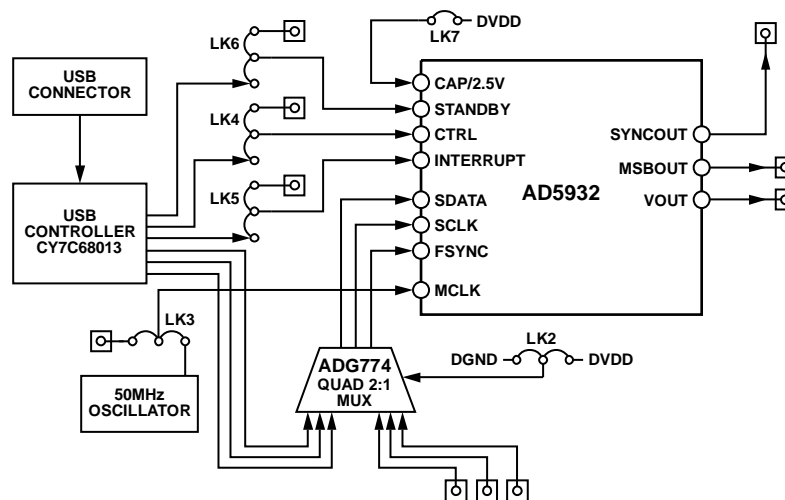 LK7
DVDD
LK6
USB
CONNECTOR
CAP/2.5V
STANDBY
LK4
CTRL
SYNCOUT
INTERRUPT
MSBOUT
USB
CONTROLLER
CY7C68013
LK5
SDATA
AD5932
VOUT
SCLK
FSYNC
MCLK
LK3
LK2
DGND
DVDD
ADG774
QUAD 2:1
MUX
50MHz
OSCILLATOR